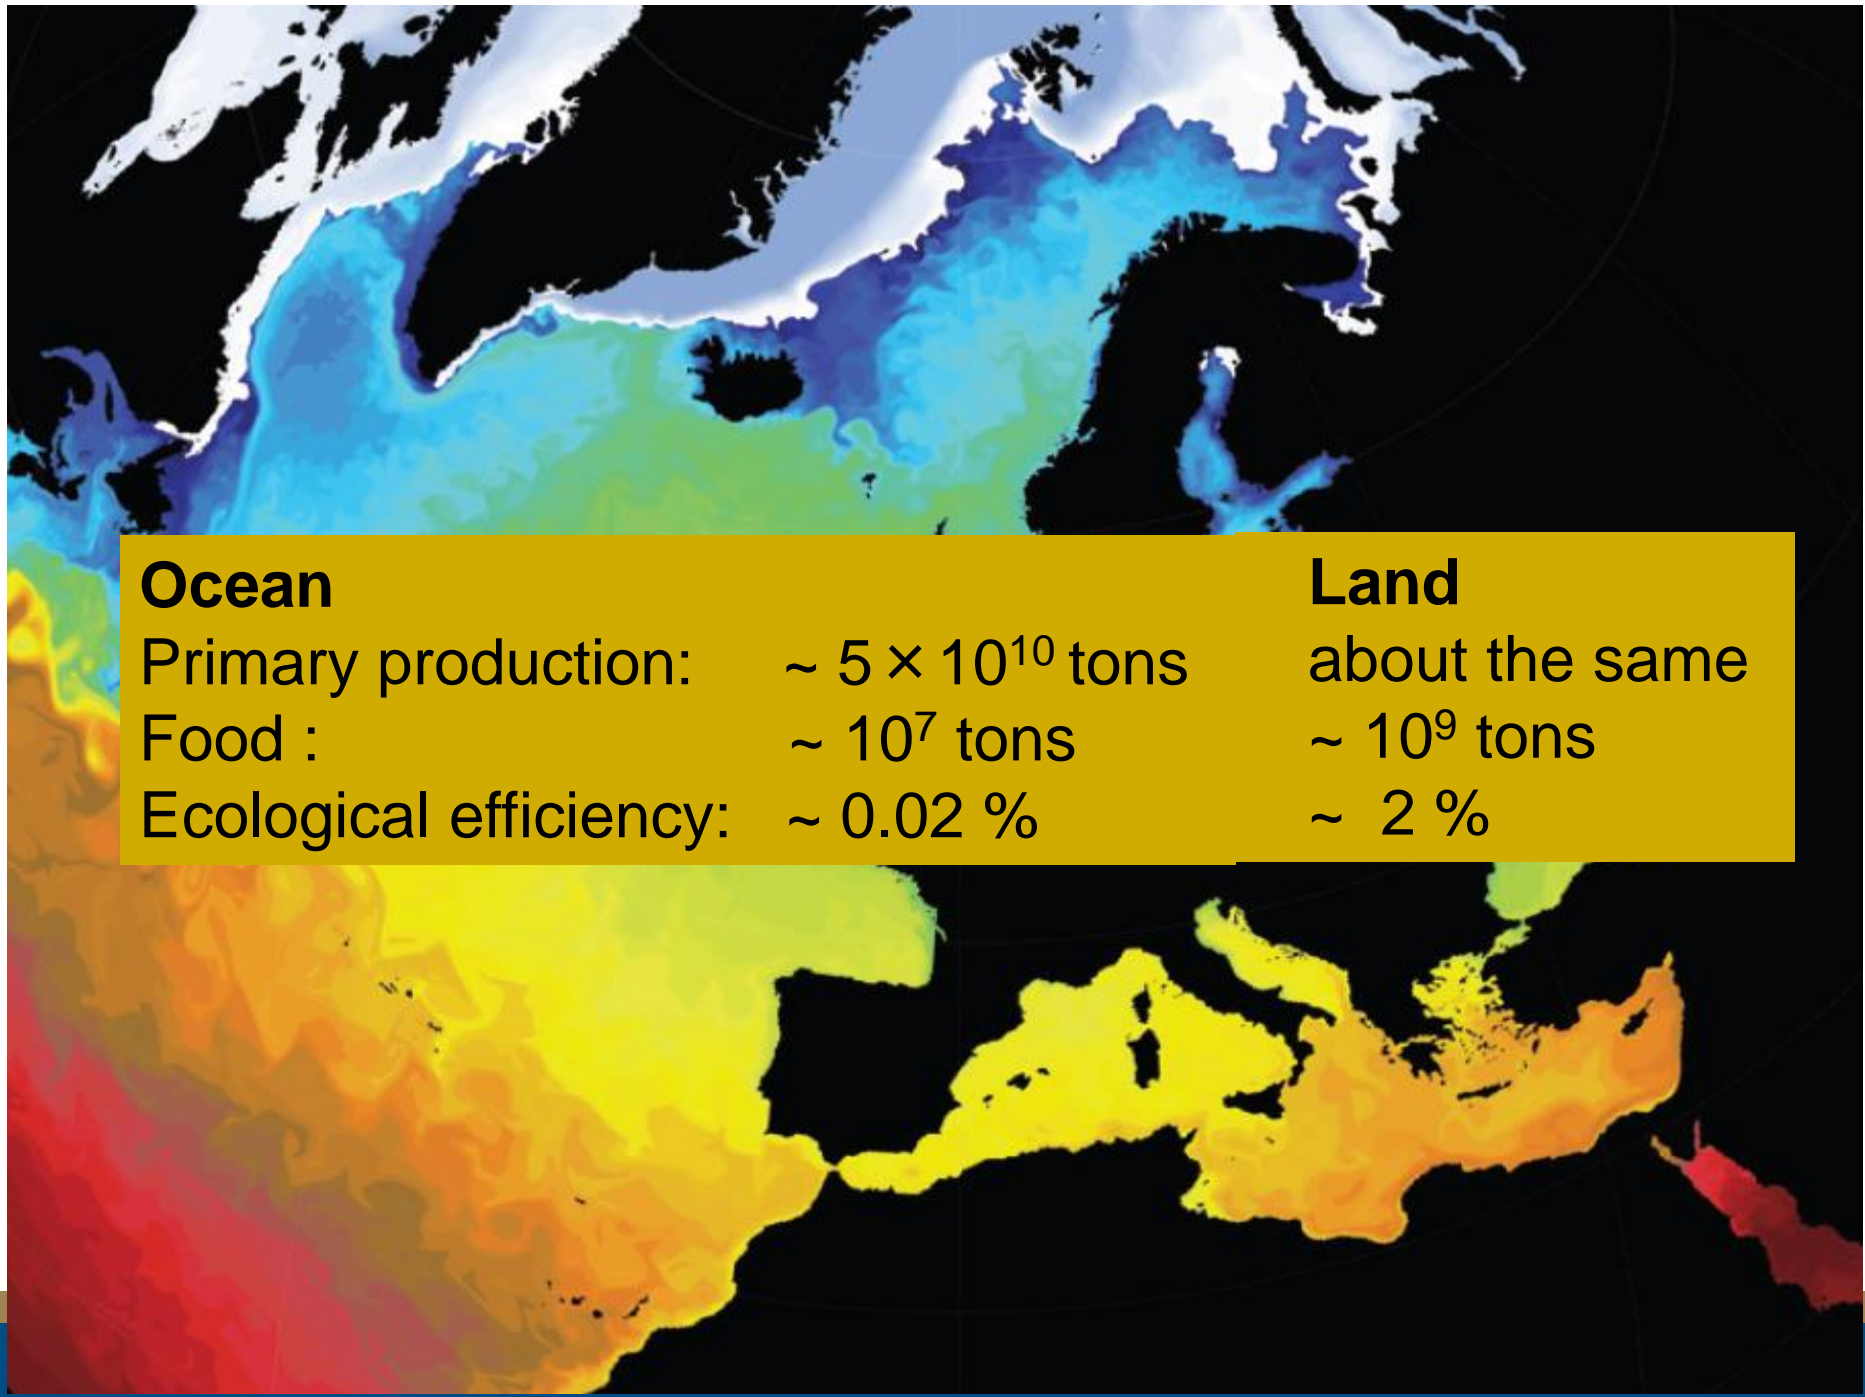 Ocean Land
Primary production: ~ 5 × 10¹⁰ tons about the same
Food : ~ 10⁷ tons ~ 10⁹ tons
Ecological efficiency: ~ 0.02 % ~ 2 %